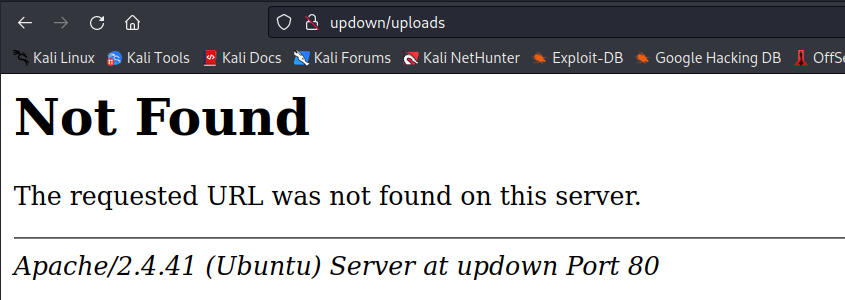 updown/uploads
Kali Linux Kali Tools Kali Docs Kali Forums Kali NetHunter Exploit-DB Google Hacking DB OffSe
Not Found
The requested URL was not found on this server.
Apache/2.4.41 (Ubuntu) Server at updown Port 80